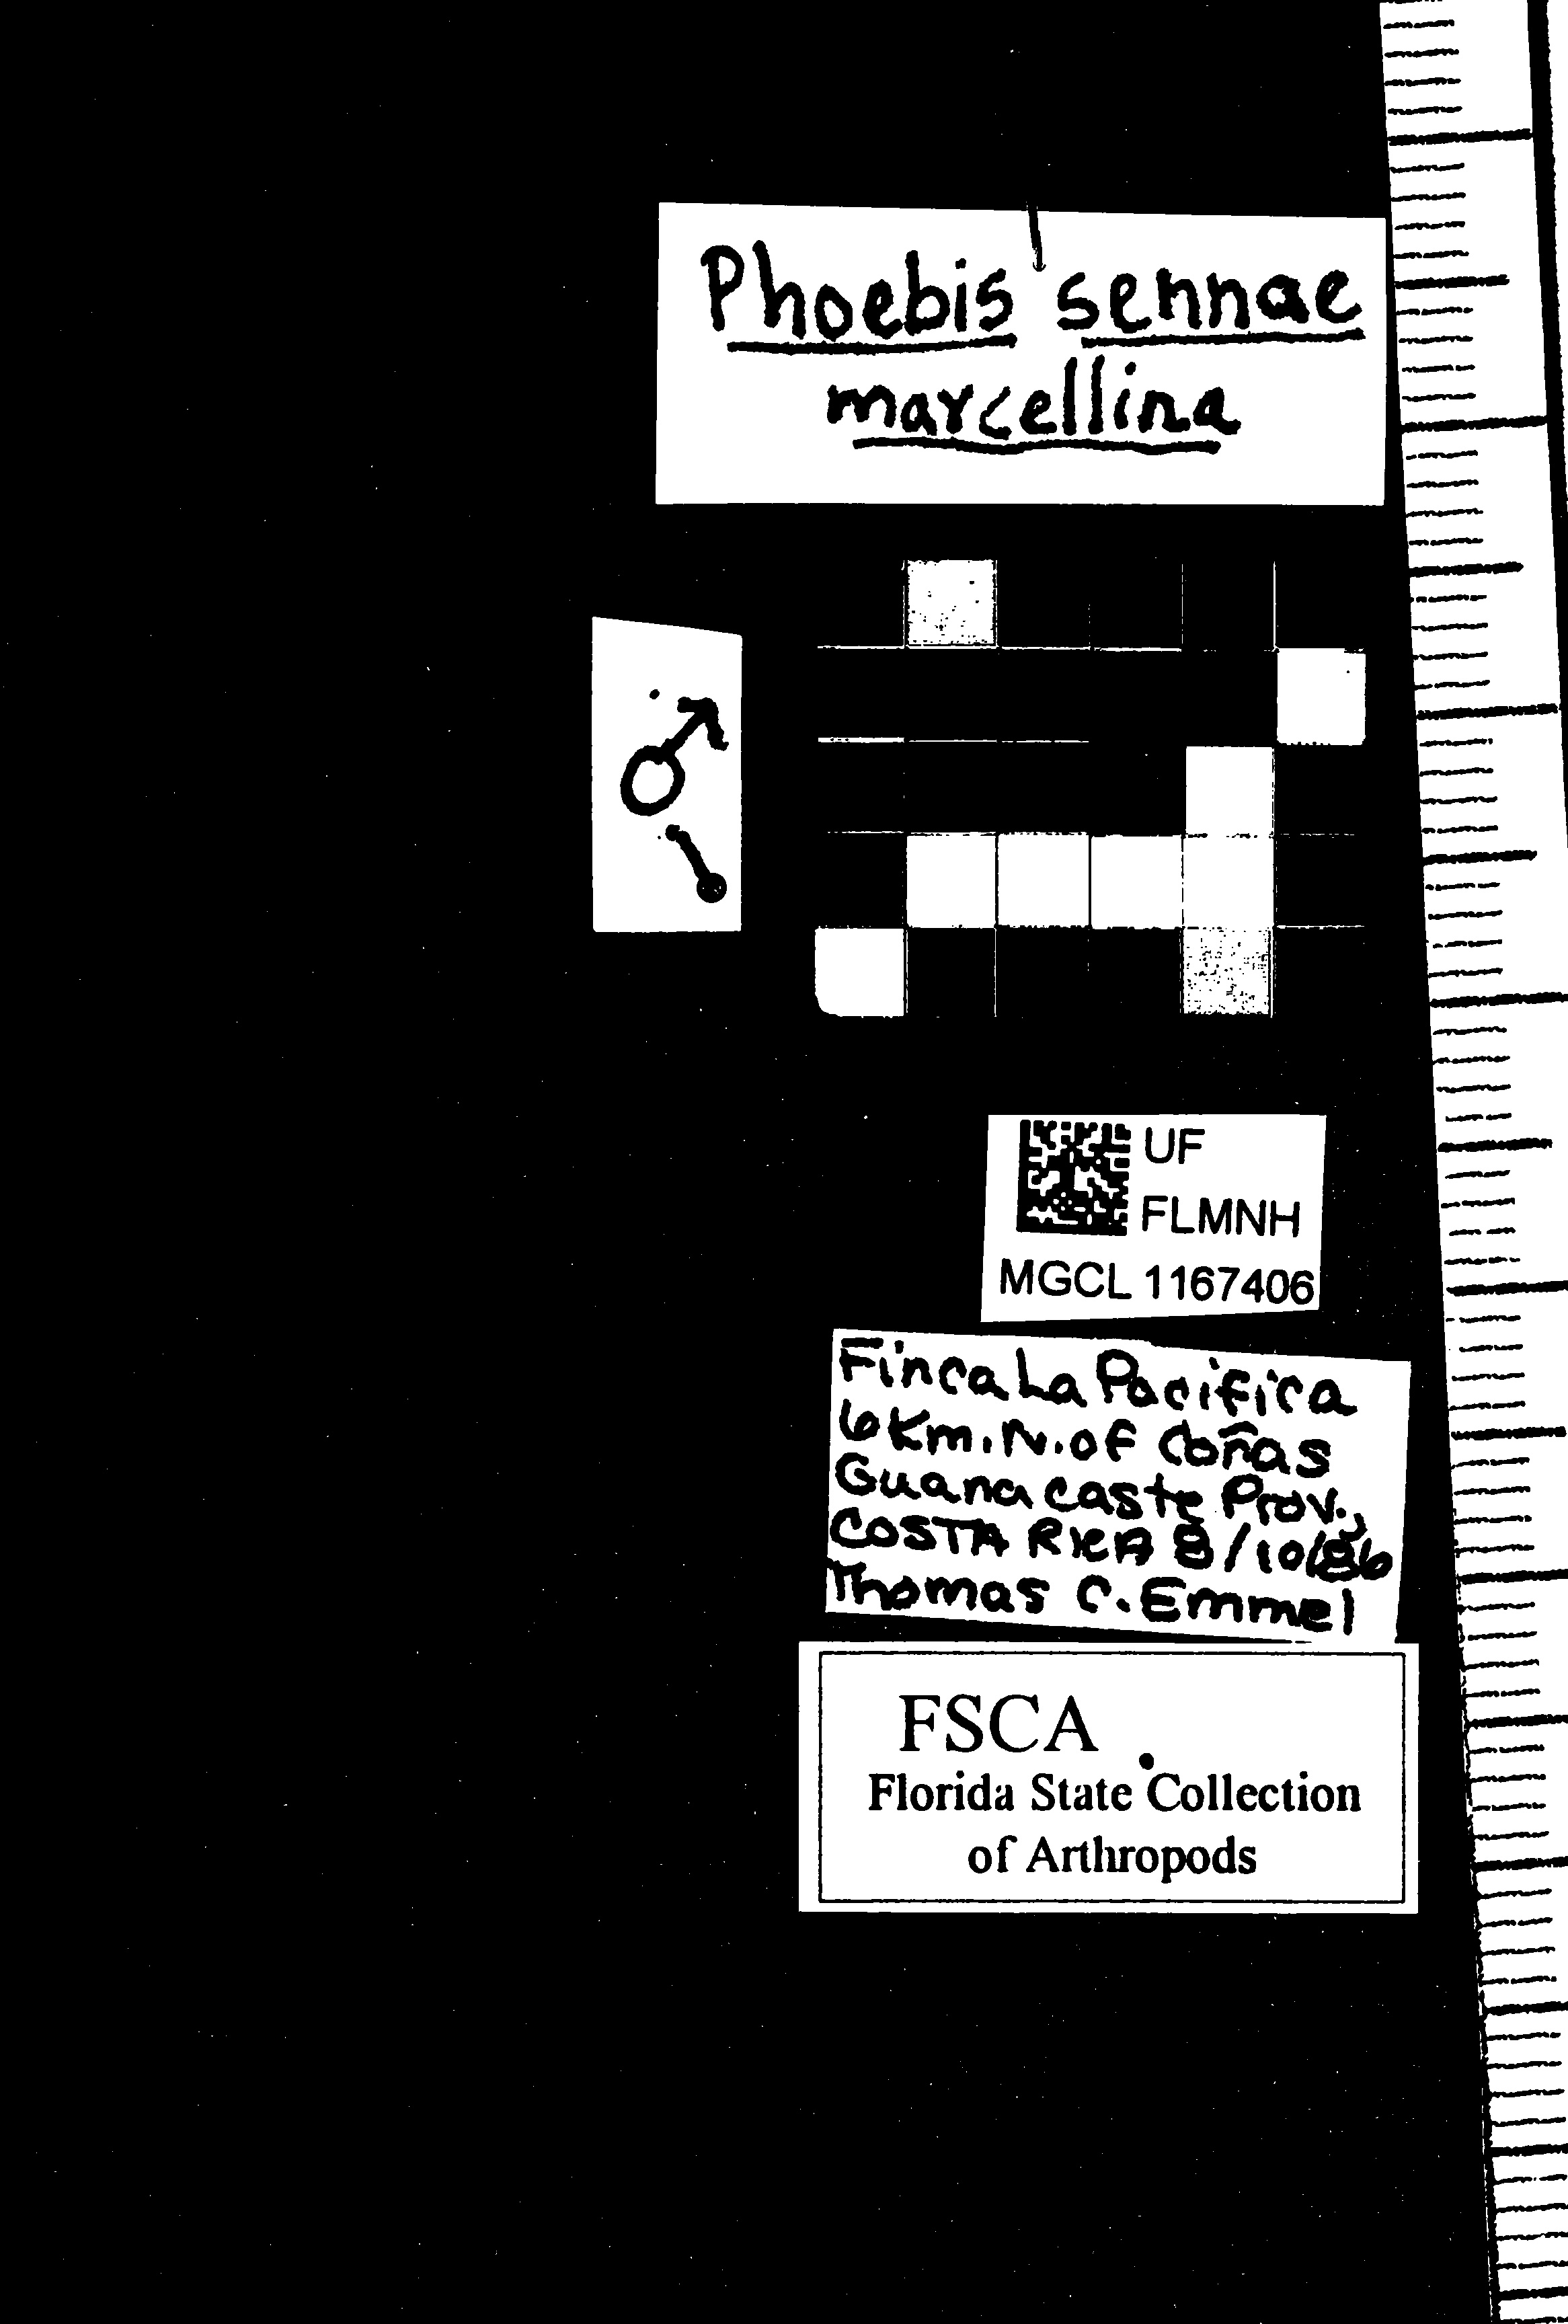 Phoebis sennae
marcellina
♂
UF
FLMNH
MGCL 1167406
Finca La Pacifica
6 Km. N. of Coñas
Guanacaste Prov.,
COSTA RICA 8/10/86
Thomas C. Emmel
FSCA
Florida State Collection
of Arthropods